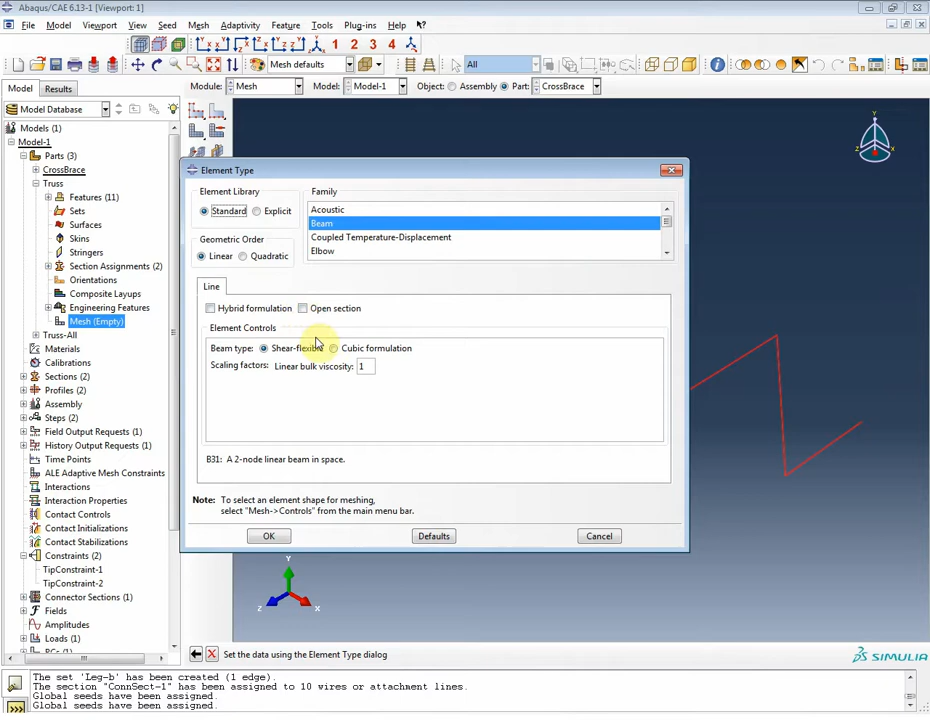 Abaqus/CAE 6.13-1 [Viewport: 1]
File Model Viewport View Seed Mesh Adaptivity Feature Tools Plug-ins Help
1 2 3 4
Mesh defaults
All
Model Results
Module: Mesh Model: Model-1 Object: Assembly Part: CrossBrace
Model Database
Models (1)
Model-1
Parts (3)
CrossBrace
Truss
Features (11)
Sets
Surfaces
Skins
Stringers
Section Assignments (2)
Orientations
Composite Layups
Engineering Features
Mesh (Empty)
Truss-All
Materials
Calibrations
Sections (2)
Profiles (2)
Assembly
Steps (2)
Field Output Requests (1)
History Output Requests (1)
Time Points
ALE Adaptive Mesh Constraints
Interactions
Interaction Properties
Contact Controls
Contact Initializations
Contact Stabilizations
Constraints (2)
TipConstraint-1
TipConstraint-2
Connector Sections (1)
Fields
Amplitudes
Loads (1)
BCs (1)
Element Type
Element Library
Standard Explicit
Geometric Order
Linear Quadratic
Family
Acoustic
Beam
Coupled Temperature-Displacement
Elbow
Line
Hybrid formulation Open section
Element Controls
Beam type: Shear-flexible Cubic formulation
Scaling factors: Linear bulk viscosity: 1
B31: A 2-node linear beam in space.
Note: To select an element shape for meshing,
select "Mesh->Controls" from the main menu bar.
OK Defaults Cancel
Y
Z X
Y
Z X
Set the data using the Element Type dialog
SIMULIA
The set 'Leg-b' has been created (1 edge).
The section "ConnSect-1" has been assigned to 10 wires or attachment lines.
Global seeds have been assigned.
Global seeds have been assigned.
>>>